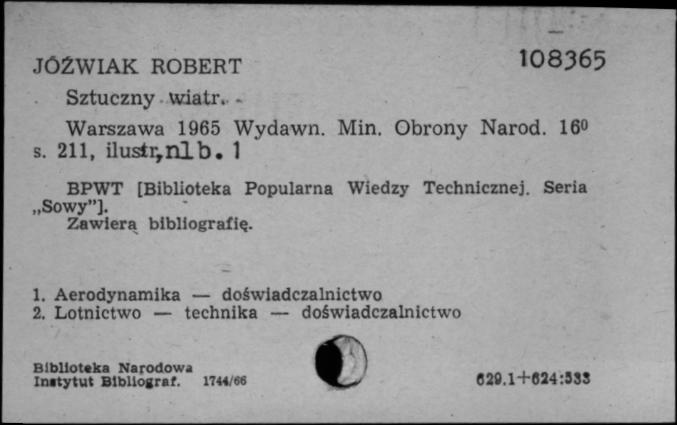 108365
JÓŹWIAK ROBERT
Sztuczny wiatr.
Warszawa 1965 Wydawn. Min. Obrony Narod. 16⁰
s. 211, ilustr, nlb. 1
BPWT [Biblioteka Popularna Wiedzy Technicznej. Seria
„Sowy”].
Zawiera bibliografię.
1. Aerodynamika — doświadczalnictwo
2. Lotnictwo — technika — doświadczalnictwo
Biblioteka Narodowa
Instytut Bibliograf. 1744/66
629.1+624:533